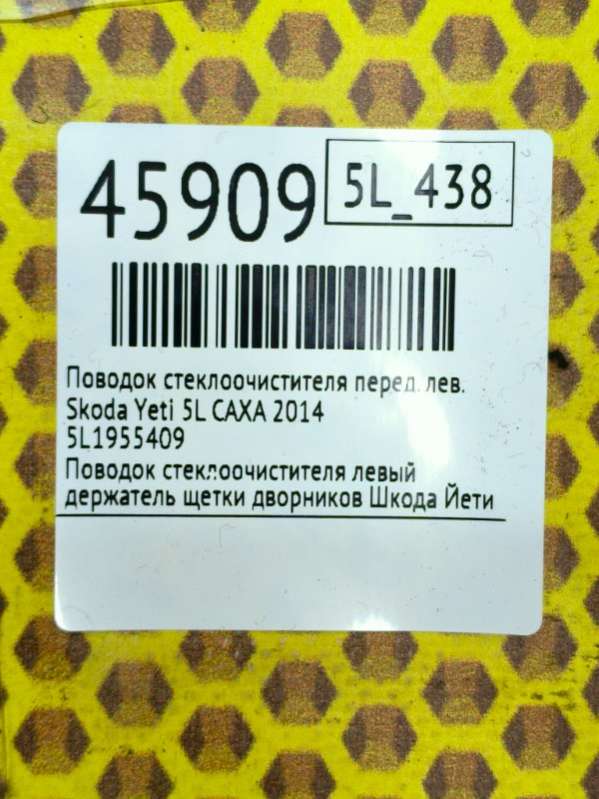 45909
5L_438
Поводок стеклоочистителя перед. лев.
Skoda Yeti 5L CAXA 2014
5L1955409
Поводок стеклоочистителя левый
держатель щетки дворников Шкода Йети